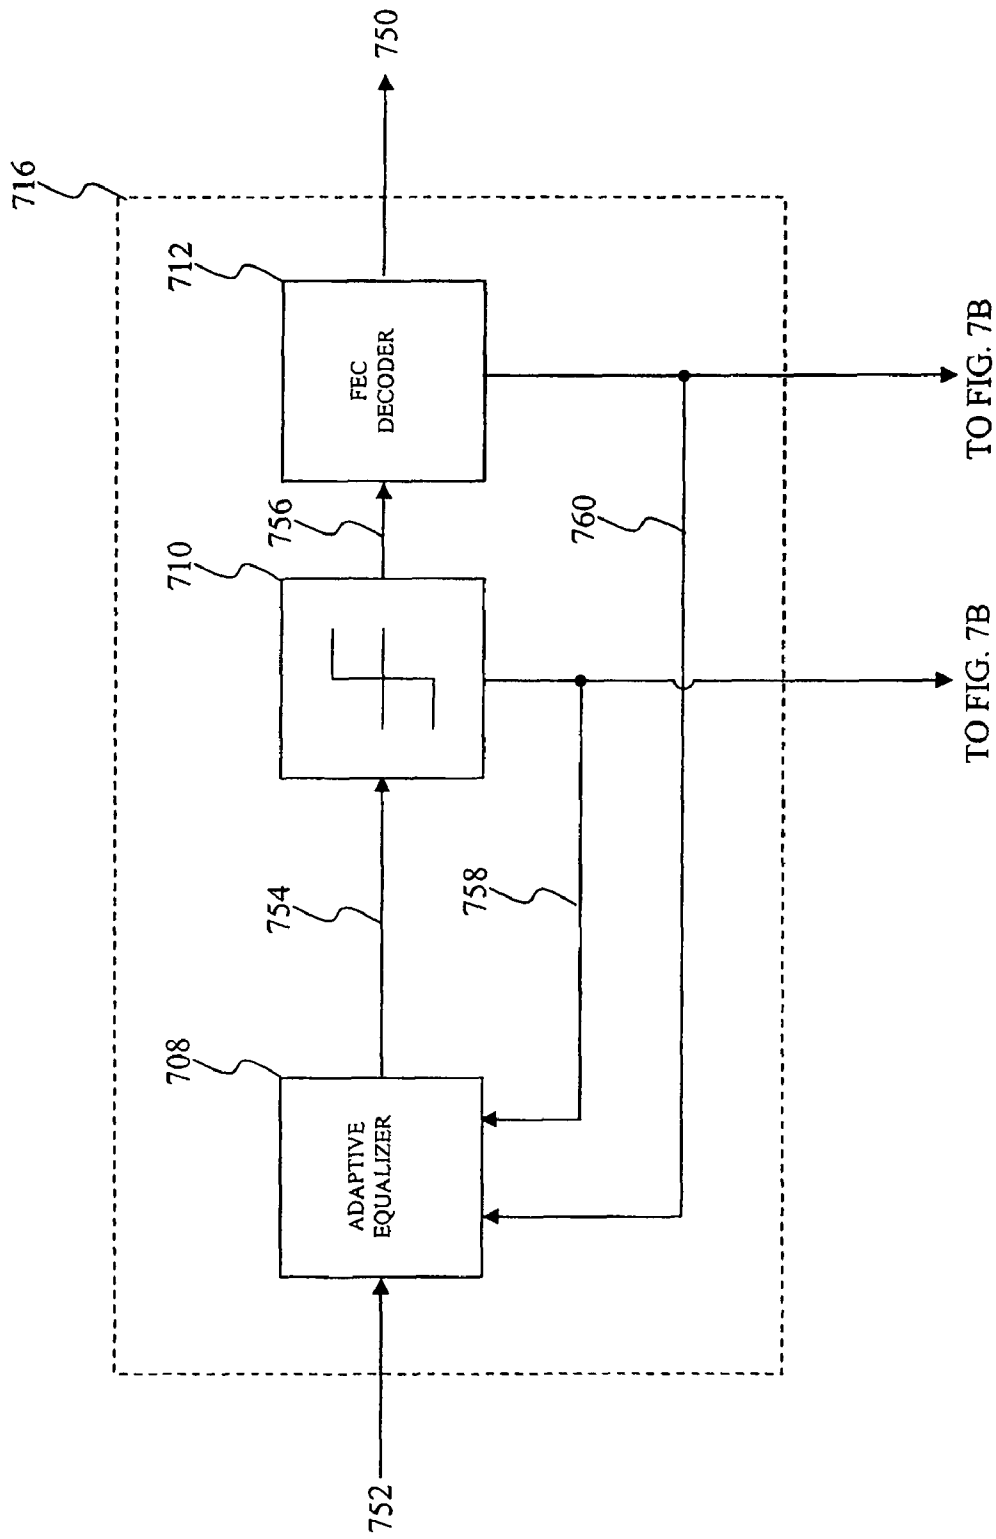 716
712
750
FEC
DECODER
756
710
760
754
758
708
ADAPTIVE
EQUALIZER
752
TO FIG. 7B
TO FIG. 7B